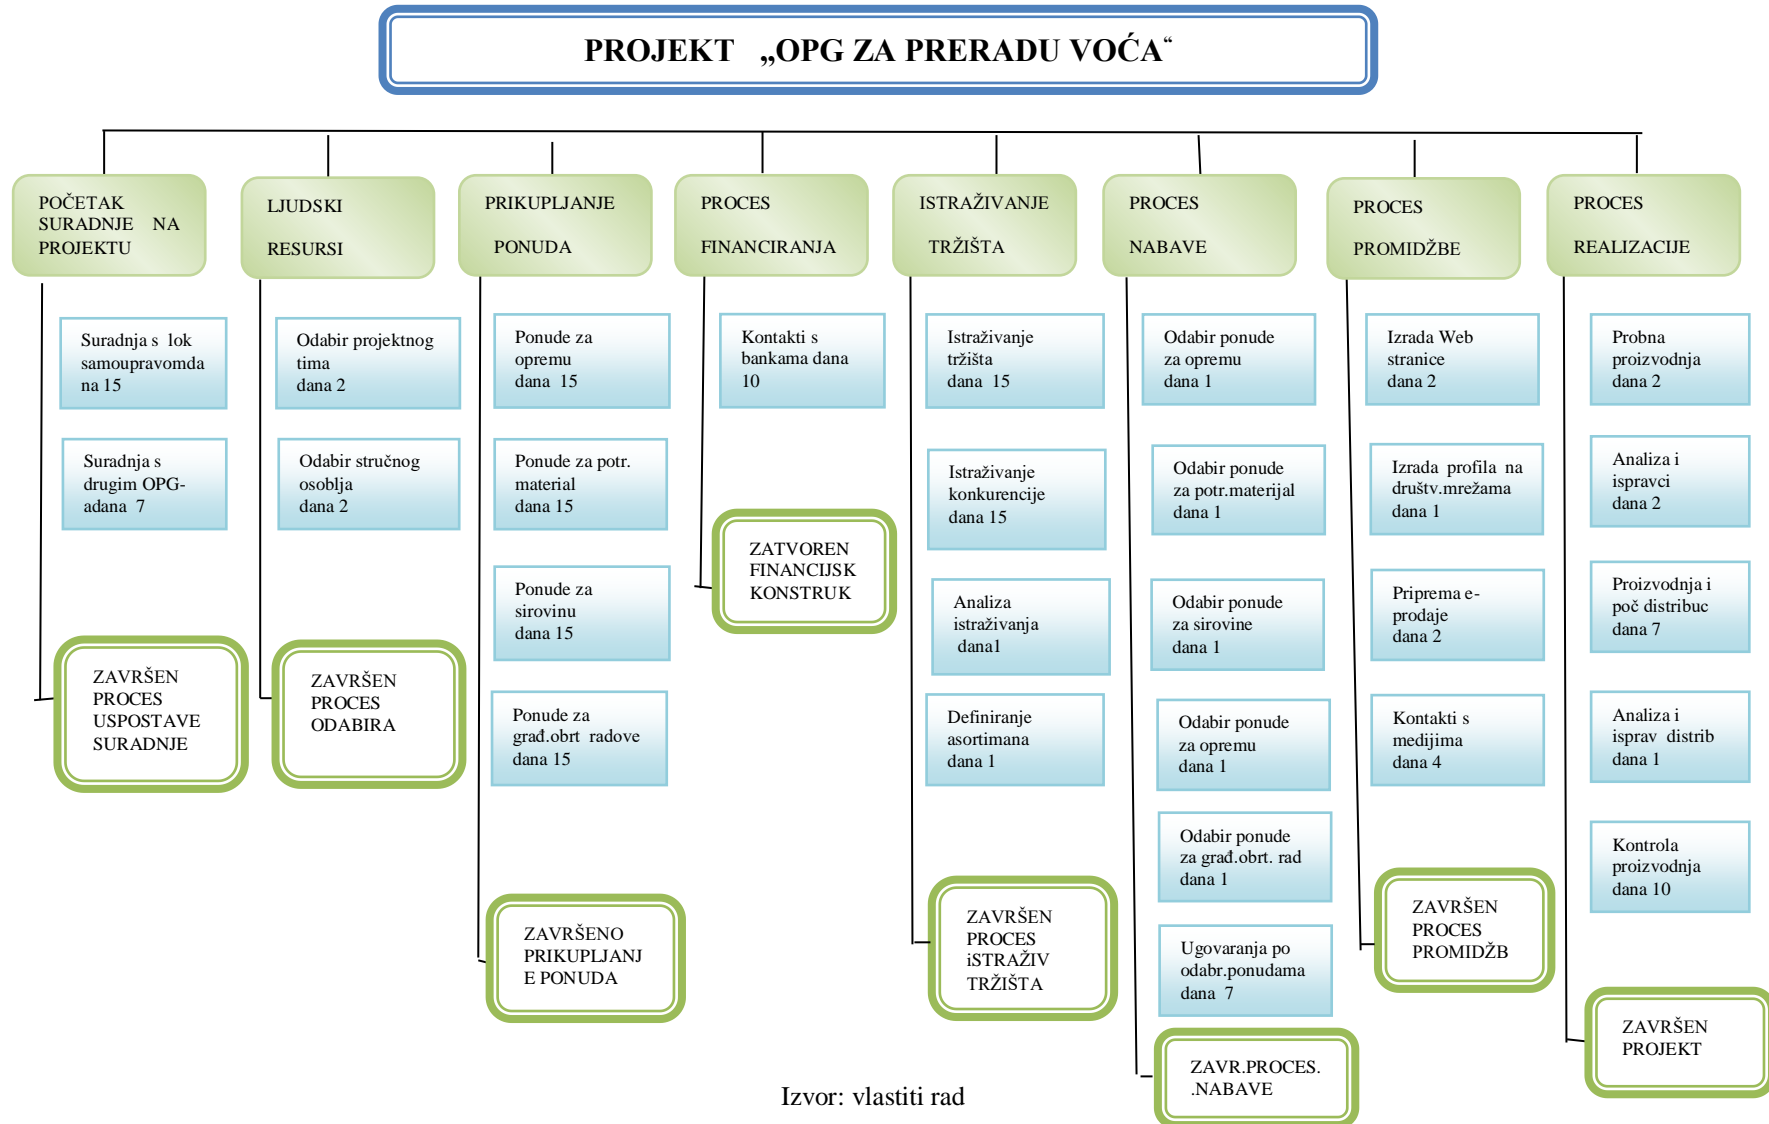 PROJEKT „OPG ZA PRERADU VOĆA“
POČETAK
SURADNJE NA
PROJEKTU
LJUDSKI
RESURSI
PRIKUPLJANJE
PONUDA
PROCES
FINANCIRANJA
ISTRAŽIVANJE
TRŽIŠTA
PROCES
NABAVE
PROCES
PROMIDŽBE
PROCES
REALIZACIJE
Suradnja s lok
samoupravomda
na 15
Suradnja s
drugim OPG-
adana 7
ZAVRŠEN
PROCES
USPOSTAVE
SURADNJE
Odabir projektnog
tima
dana 2
Odabir stručnog
osoblja
dana 2
ZAVRŠEN
PROCES
ODABIRA
Ponude za
opremu
dana 15
Ponude za potr.
material
dana 15
Ponude za
sirovinu
dana 15
Ponude za
građ.obrt radove
dana 15
ZAVRŠENO
PRIKUPLJANJ
E PONUDA
Kontakti s
bankama dana
10
ZATVOREN
FINANCIJSK
KONSTRUK
Istraživanje
tržišta
dana 15
Istraživanje
konkurencije
dana 15
Analiza
istraživanja
dana1
Definiranje
asortimana
dana 1
ZAVRŠEN
PROCES
iSTRAŽIV
TRŽIŠTA
Odabir ponude
za opremu
dana 1
Odabir ponude
za potr.materijal
dana 1
Odabir ponude
za sirovine
dana 1
Odabir ponude
za opremu
dana 1
Odabir ponude
za građ.obrt. rad
dana 1
Ugovaranja po
odabr.ponudama
dana 7
ZAVR.PROCES.
.NABAVE
Izrada Web
stranice
dana 2
Izrada profila na
društv.mrežama
dana 1
Priprema e-
prodaje
dana 2
Kontakti s
medijima
dana 4
ZAVRŠEN
PROCES
PROMIDŽB
Probna
proizvodnja
dana 2
Analiza i
ispravci
dana 2
Proizvodnja i
poč distribuc
dana 7
Analiza i
isprav distrib
dana 1
Kontrola
proizvodnja
dana 10
ZAVRŠEN
PROJEKT
Izvor: vlastiti rad